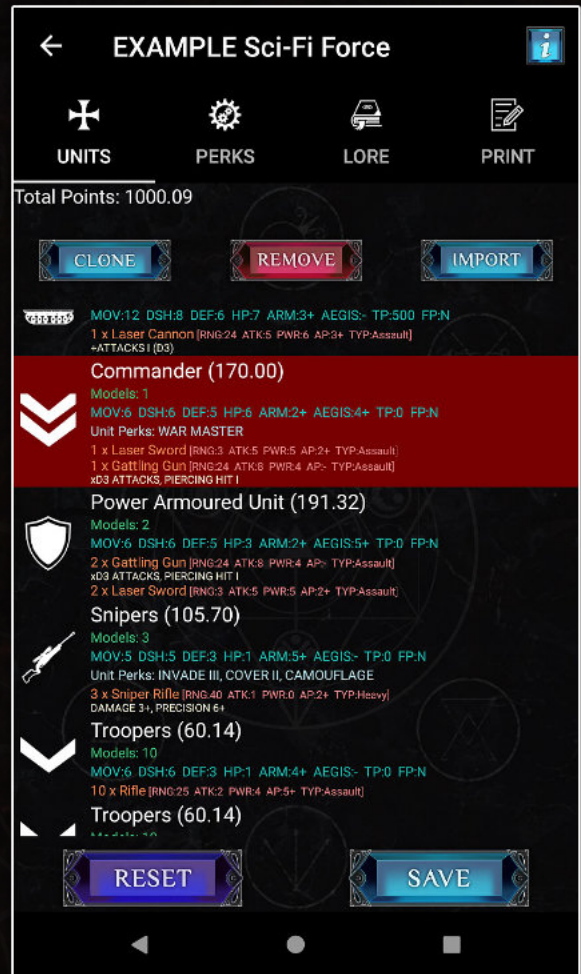 EXAMPLE Sci-Fi Force
i
UNITS PERKS LORE PRINT
Total Points: 1000.09
CLONE REMOVE IMPORT
MOV:12 DSH:8 DEF:6 HP:7 ARM:3+ AEGIS:- TP:500 FP:N
1 x Laser Cannon [RNG:24 ATK:5 PWR:6 AP:3+ TYP:Assault]
+ATTACKS I (D3)
Commander (170.00)
Models: 1
MOV:6 DSH:6 DEF:5 HP:6 ARM:2+ AEGIS:4+ TP:0 FP:N
Unit Perks: WAR MASTER
1 x Laser Sword [RNG:3 ATK:5 PWR:5 AP:2+ TYP:Assault]
1 x Gattling Gun [RNG:24 ATK:8 PWR:4 AP:- TYP:Assault]
xD3 ATTACKS, PIERCING HIT I
Power Armoured Unit (191.32)
Models: 2
MOV:6 DSH:6 DEF:5 HP:3 ARM:2+ AEGIS:5+ TP:0 FP:N
2 x Gattling Gun [RNG:24 ATK:8 PWR:4 AP:- TYP:Assault]
xD3 ATTACKS, PIERCING HIT I
2 x Laser Sword [RNG:3 ATK:5 PWR:5 AP:2+ TYP:Assault]
Snipers (105.70)
Models: 3
MOV:5 DSH:5 DEF:3 HP:1 ARM:5+ AEGIS:- TP:0 FP:N
Unit Perks: INVADE III, COVER II, CAMOUFLAGE
3 x Sniper Rifle [RNG:40 ATK:1 PWR:0 AP:2+ TYP:Heavy]
DAMAGE 3+, PRECISION 6+
Troopers (60.14)
Models: 10
MOV:6 DSH:6 DEF:3 HP:1 ARM:4+ AEGIS:- TP:0 FP:N
10 x Rifle [RNG:25 ATK:2 PWR:4 AP:5+ TYP:Assault]
Troopers (60.14)
RESET SAVE